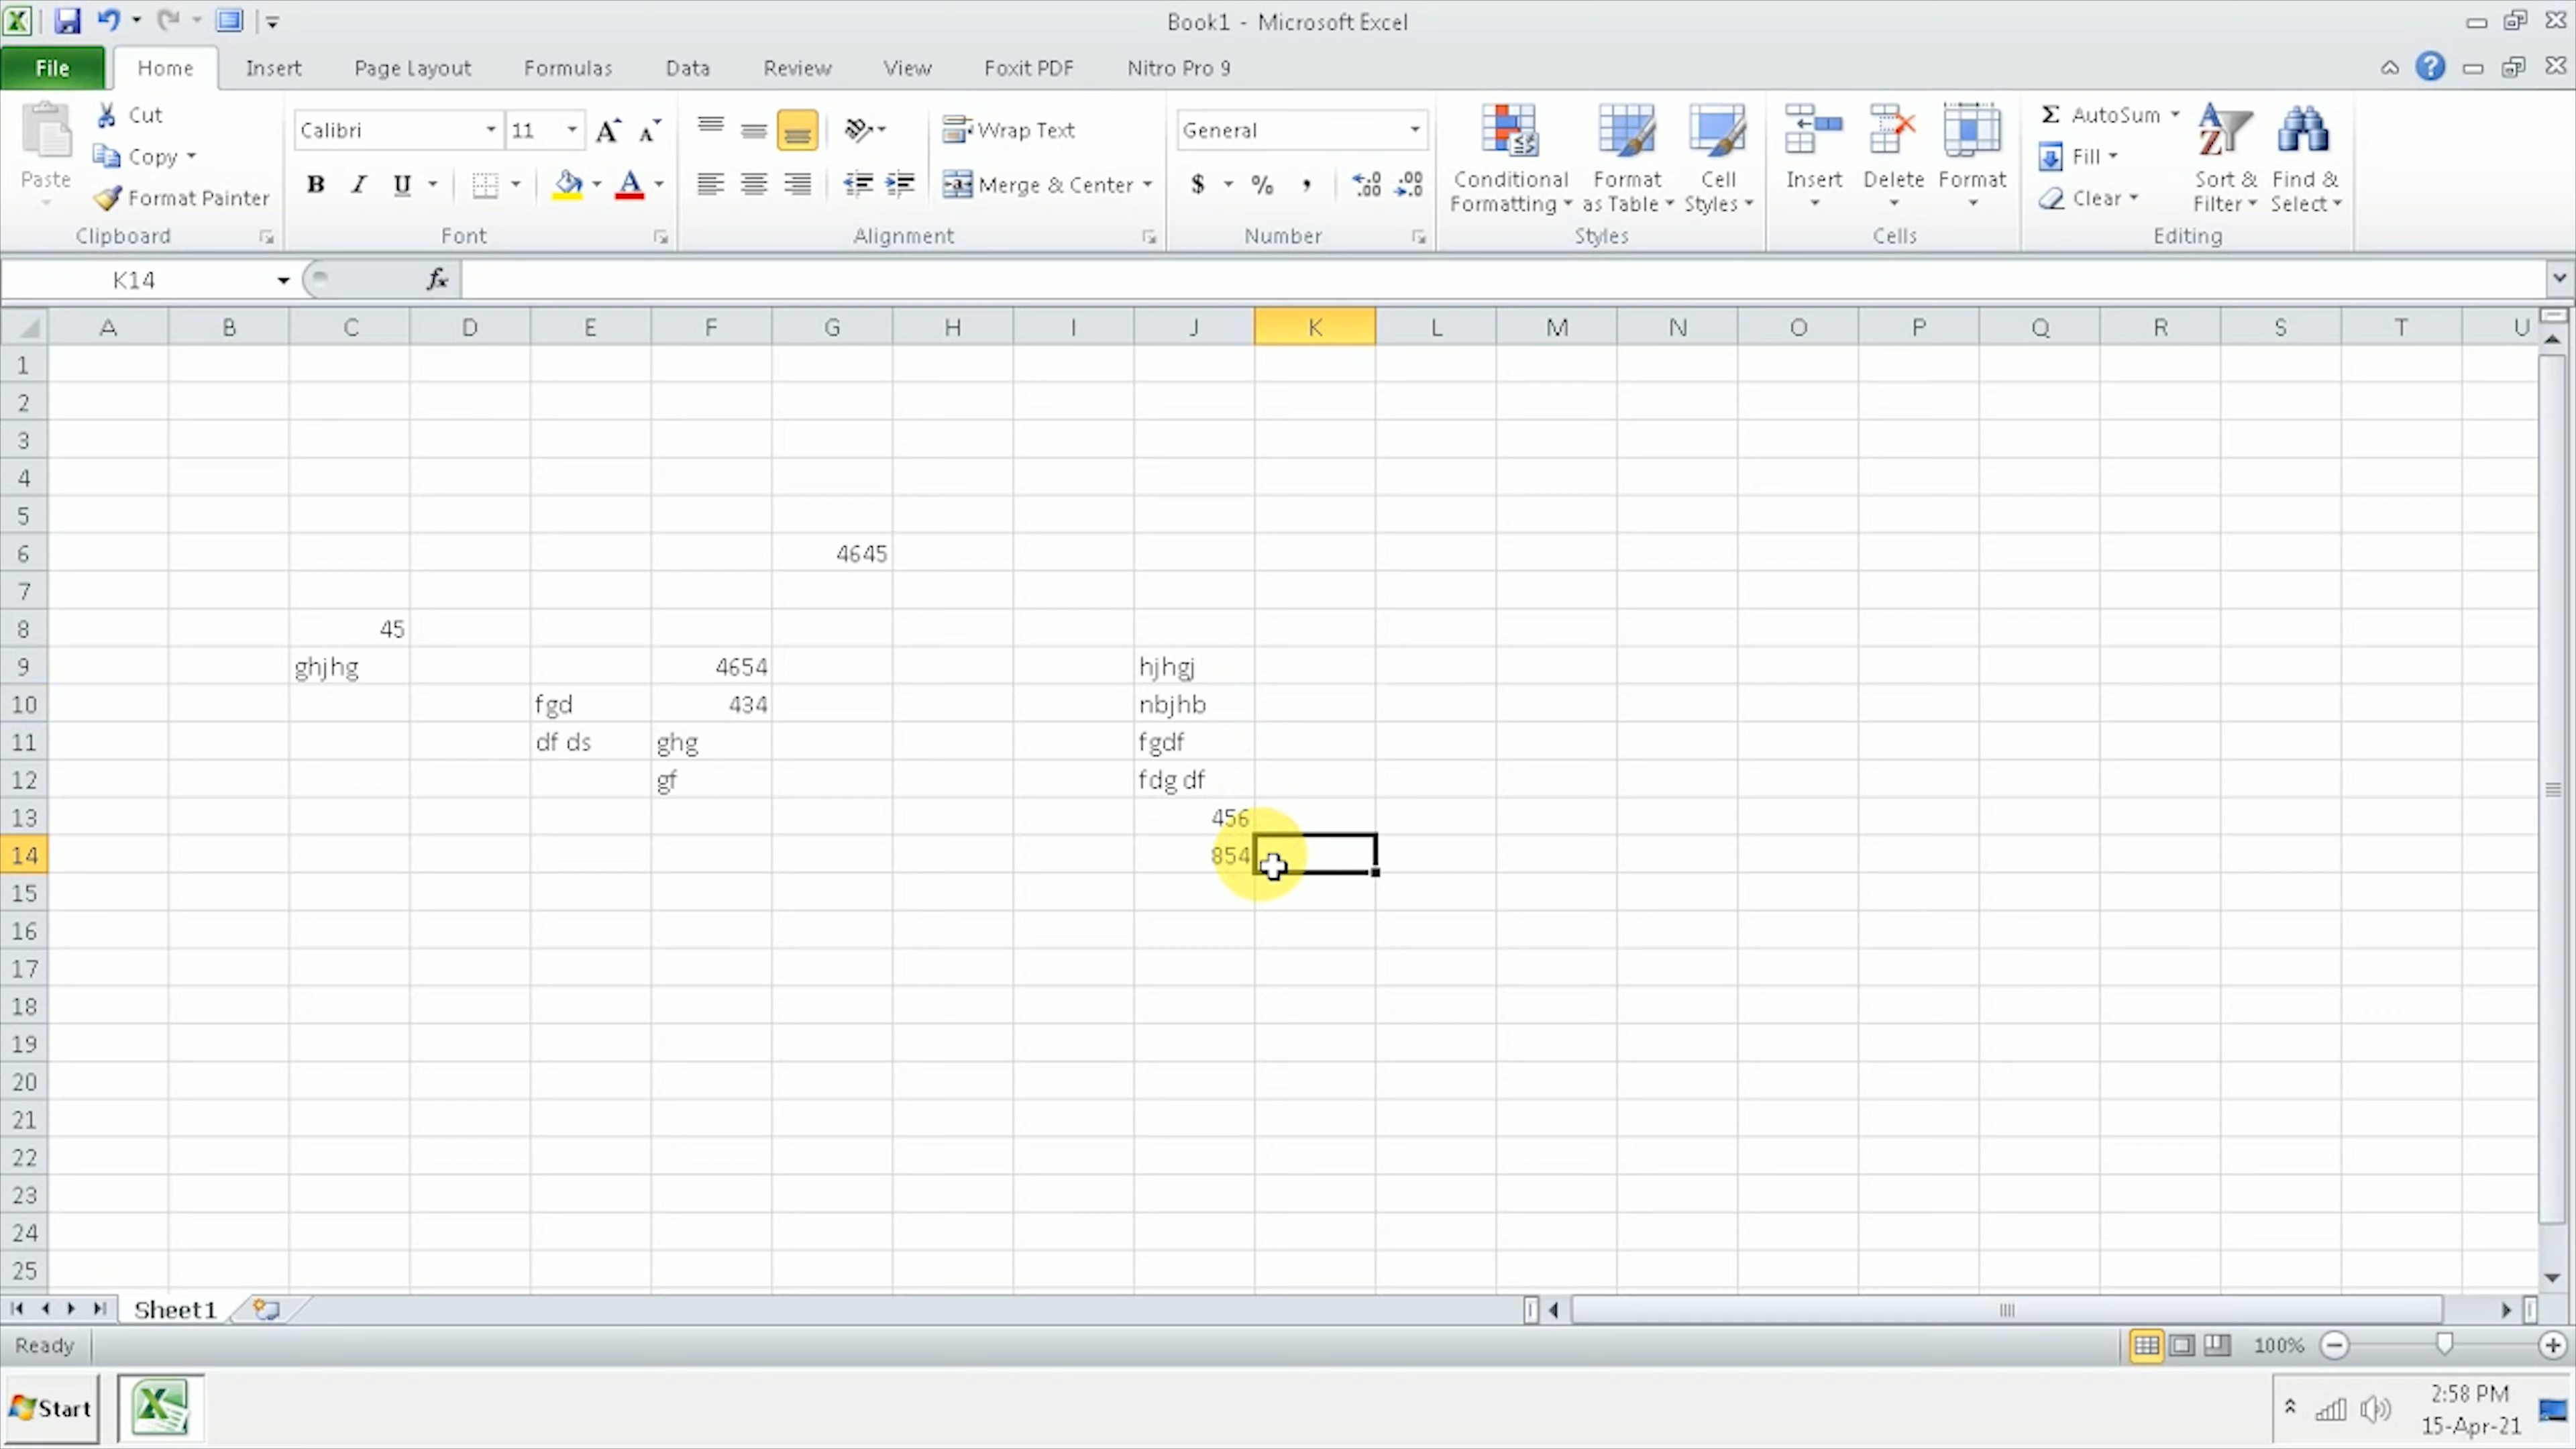 Book1 - Microsoft Excel
File Home Insert Page Layout Formulas Data Review View Foxit PDF Nitro Pro 9
Paste
Cut
Copy
Format Painter
Clipboard
Calibri 11
B I U A
Font
Wrap Text
Merge & Center
Alignment
General
$ % ,
Number
Conditional Formatting
Format as Table
Cell Styles
Styles
Insert Delete Format
Cells
Σ AutoSum
Fill
Clear
Sort & Filter
Find & Select
Editing
K14 fx
A B C D E F G H I J K L M N O P Q R S T U
1
2
3
4
5
6 4645
7
8 45
9 ghjhg 4654 hjhgj
10 fgd 434 nbjhb
11 df ds ghg fgdf
12 gf fdg df
13 456
14 854
15
16
17
18
19
20
21
22
23
24
25
Sheet1
Ready 100%
Start 2:58 PM
15-Apr-21